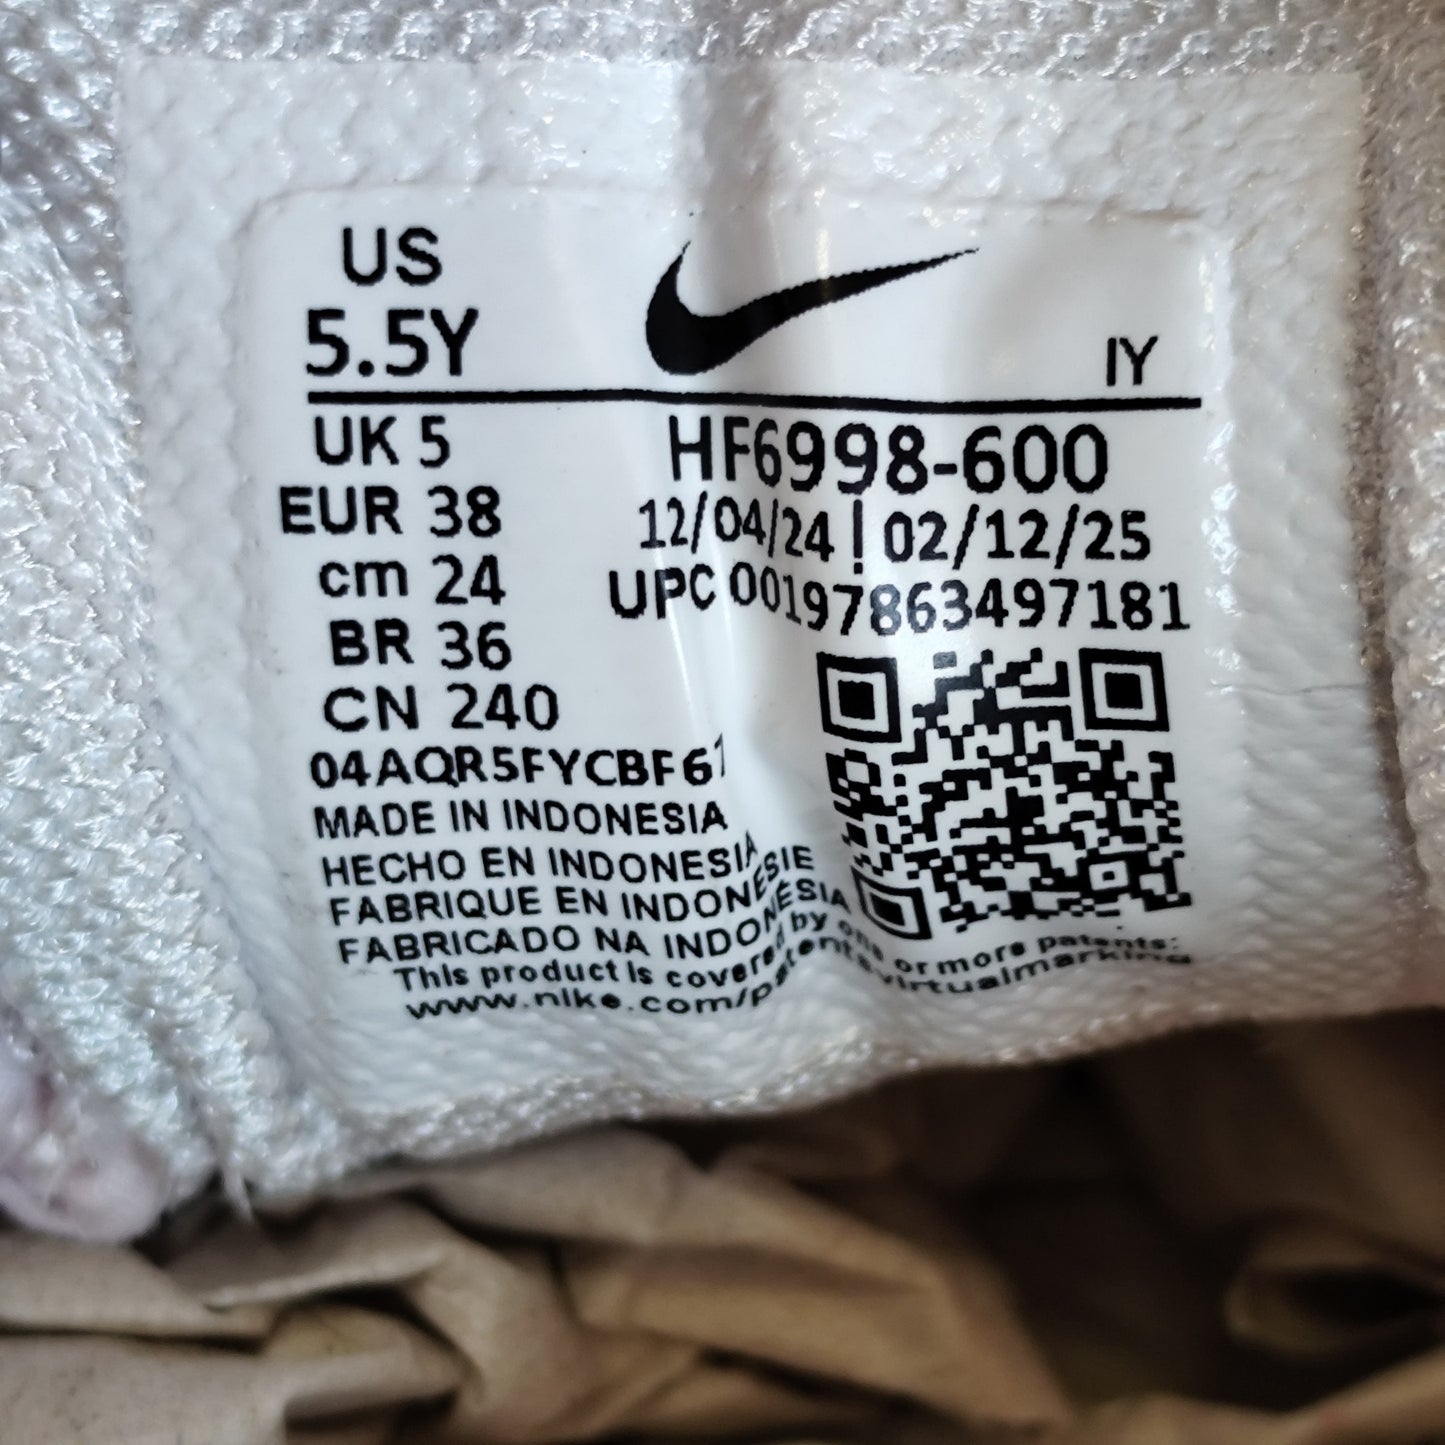 US
5.5Y
IY
UK 5
EUR 38
cm 24
BR 36
CN 240
HF6998-600
12/04/24 | 02/12/25
UPC 00197863497181
04AQR5FYCBF67
MADE IN INDONESIA
HECHO EN INDONESIA
FABRIQUE EN INDONESIE
FABRICADO NA INDONÉSIA
This product is covered by one or more patents:
www.nike.com/patentsvirtualmarking